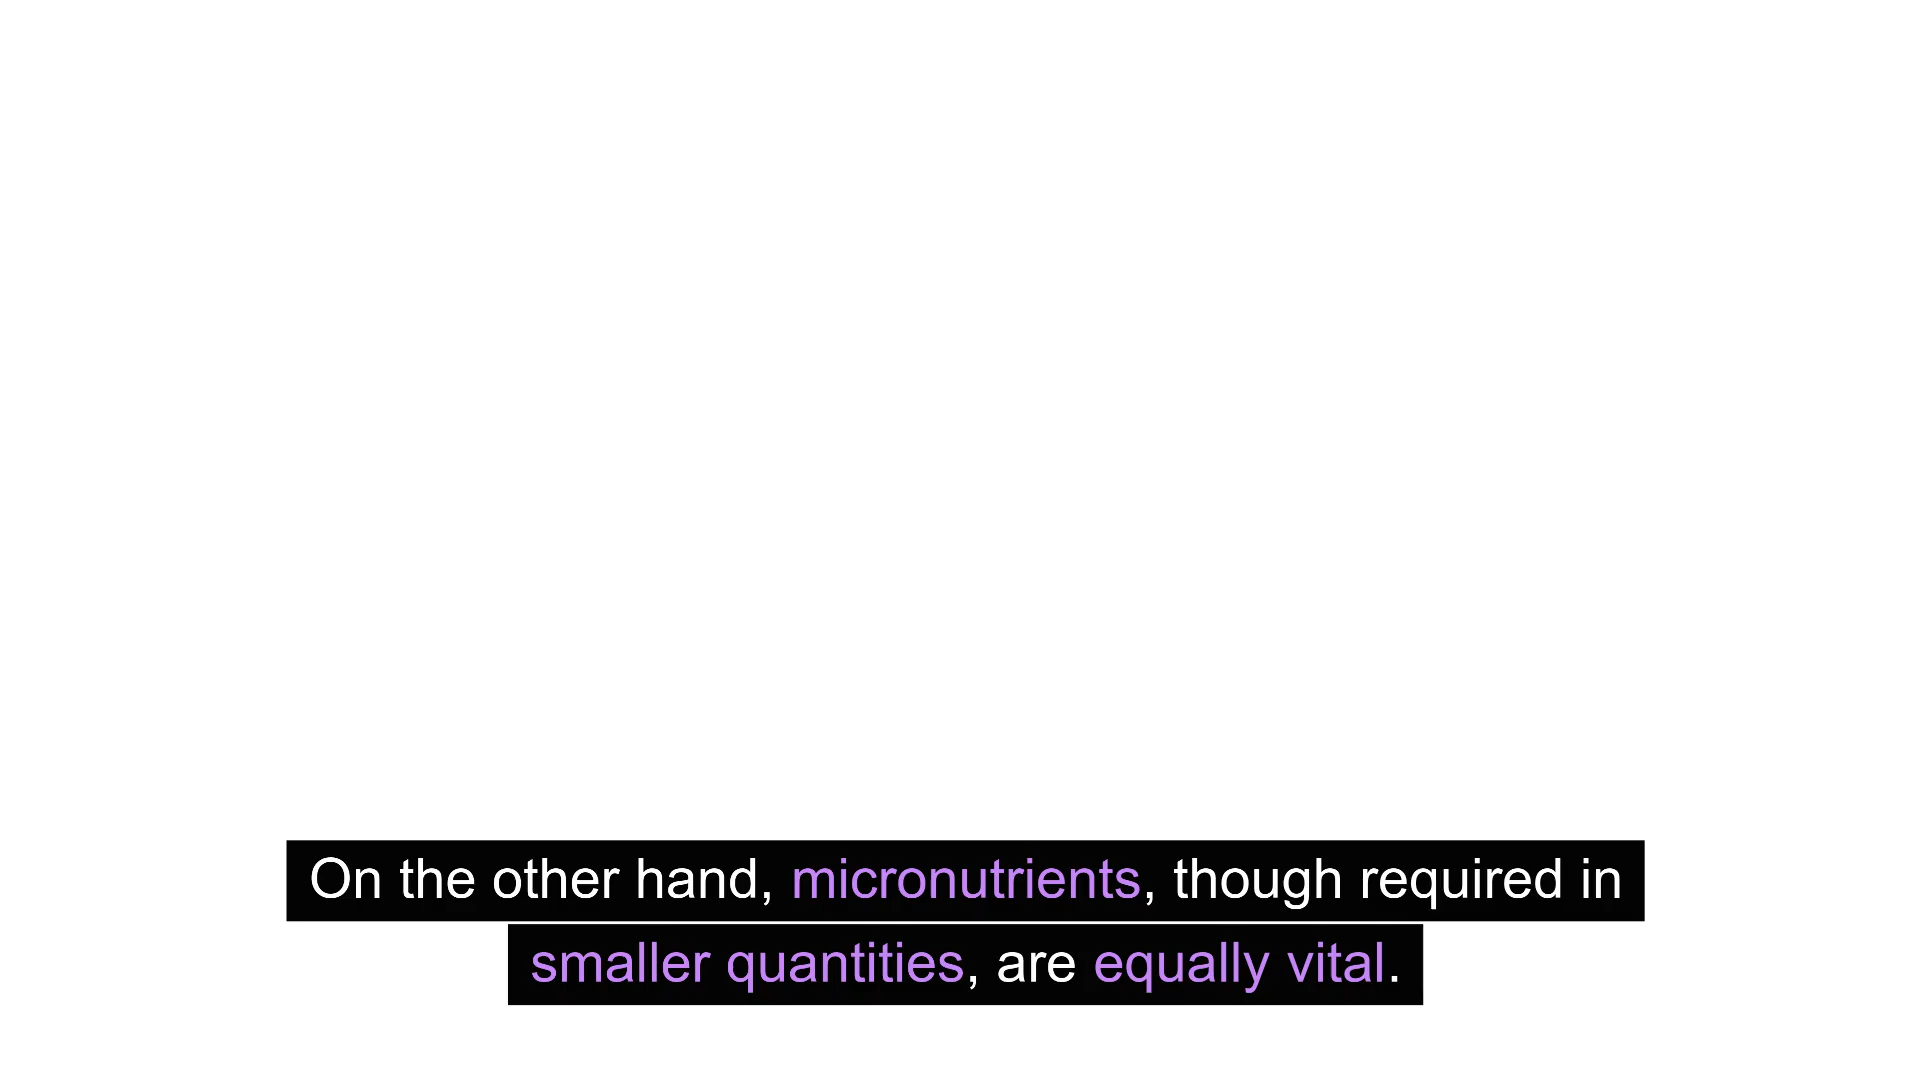 On the other hand, micronutrients, though required in
smaller quantities, are equally vital.